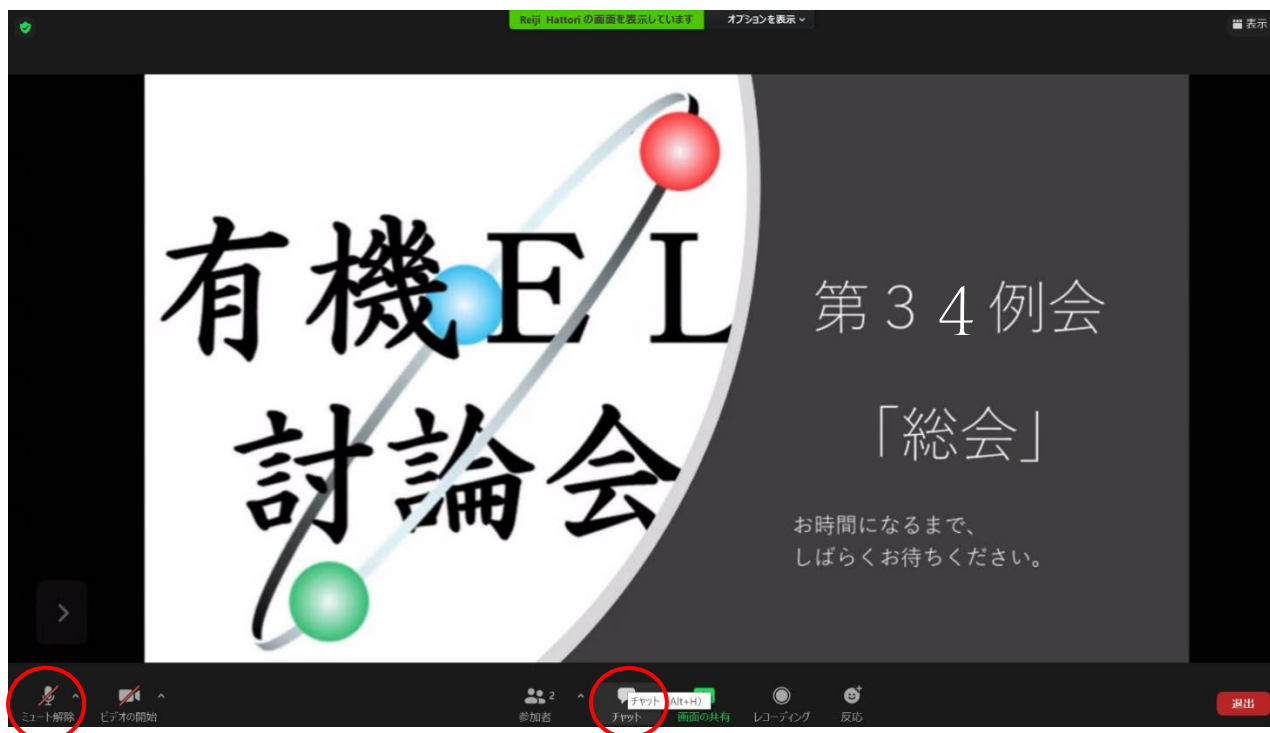 Reiji Hattori の画面を表示しています
オプションを表示
表示
有機EL
討論会
第３４例会
「総会」
お時間になるまで、
しばらくお待ちください。
ミュート解除
ビデオの開始
2
参加者
チャット (Alt+H)
チャット
画面の共有
レコーディング
反応
退出